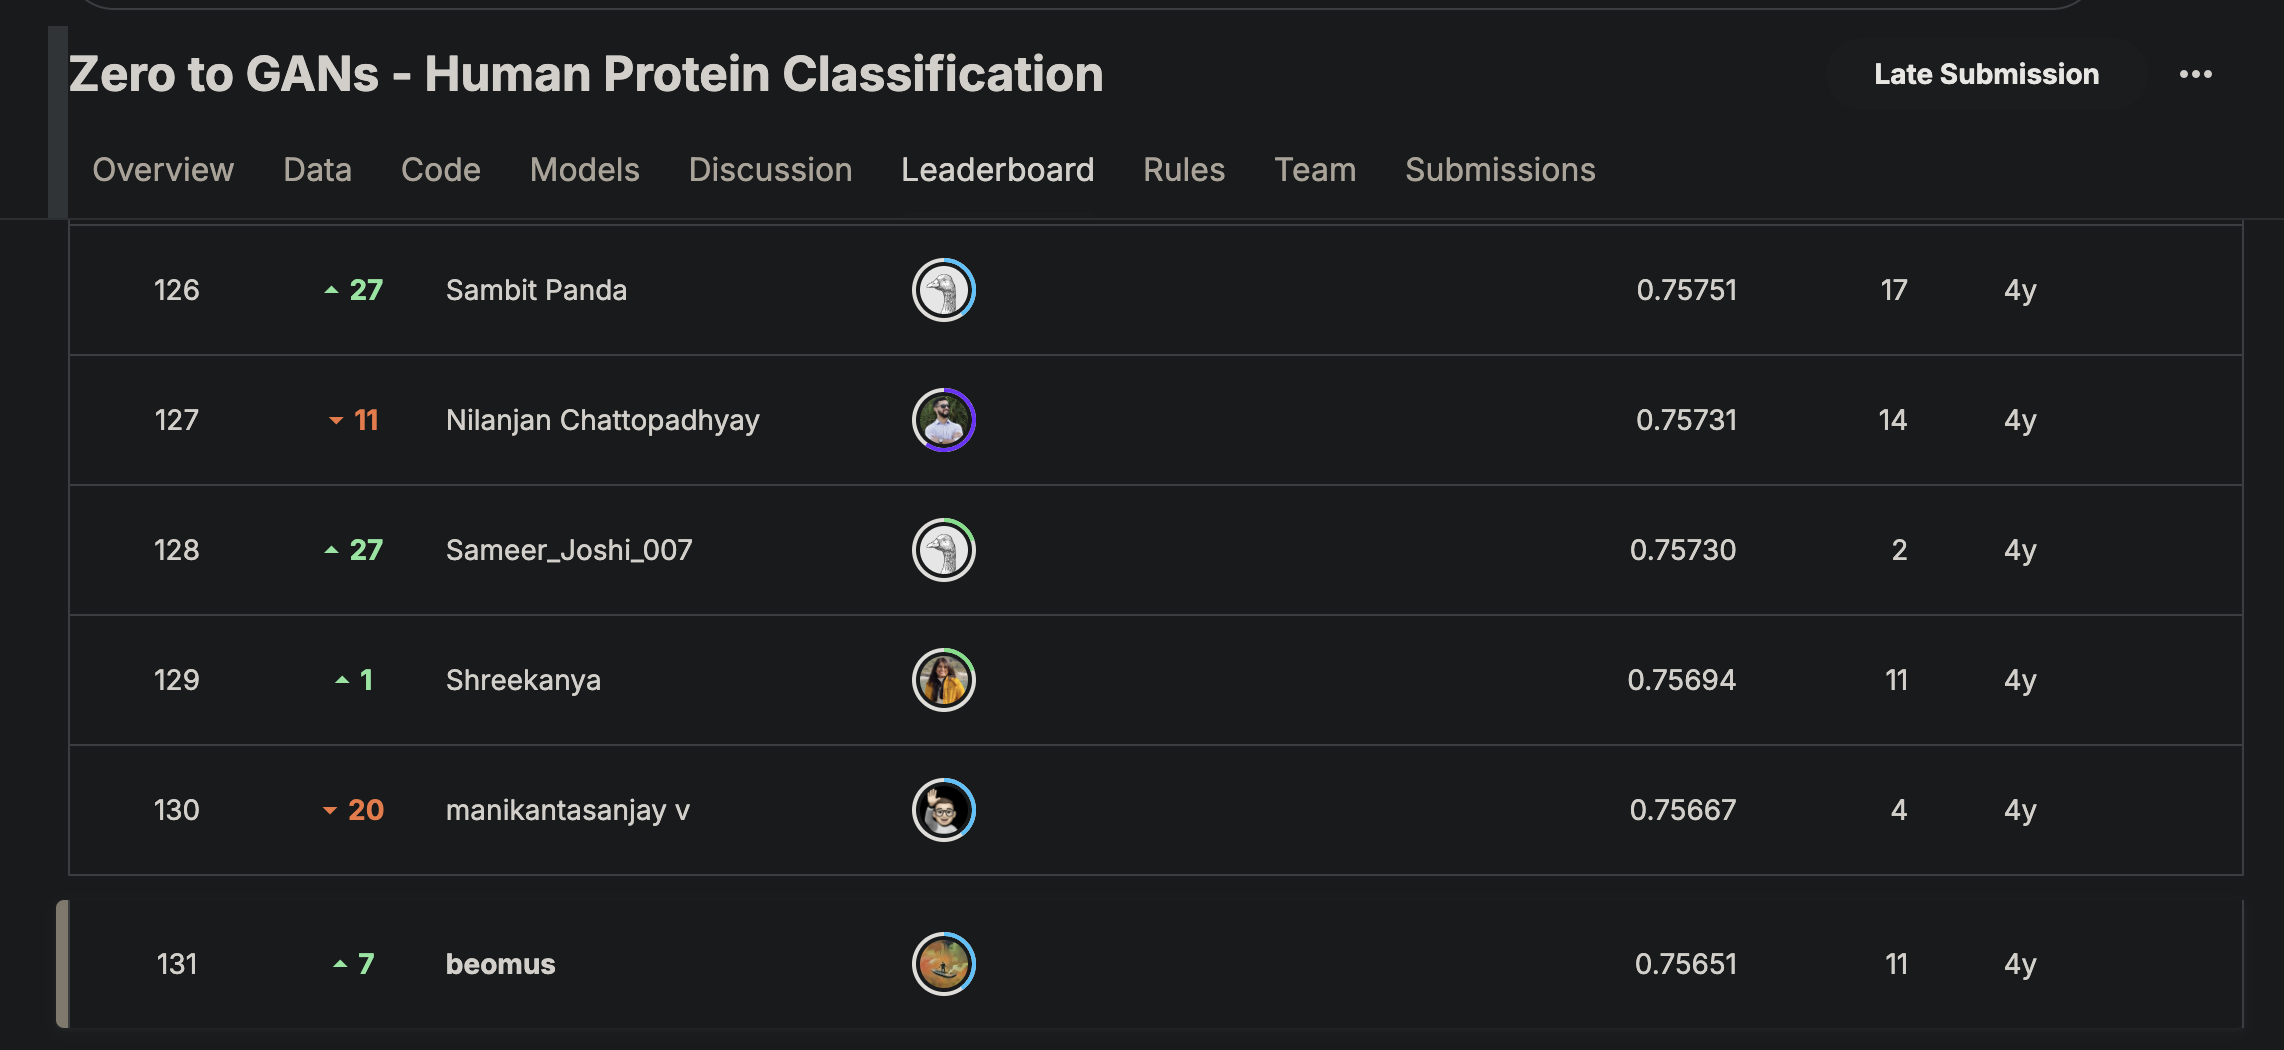 Zero to GANs - Human Protein Classification Late Submission
Overview Data Code Models Discussion Leaderboard Rules Team Submissions
126 27 Sambit Panda 0.75751 17 4y
127 11 Nilanjan Chattopadhyay 0.75731 14 4y
128 27 Sameer_Joshi_007 0.75730 2 4y
129 1 Shreekanya 0.75694 11 4y
130 20 manikantasanjay v 0.75667 4 4y
131 7 beomus 0.75651 11 4y